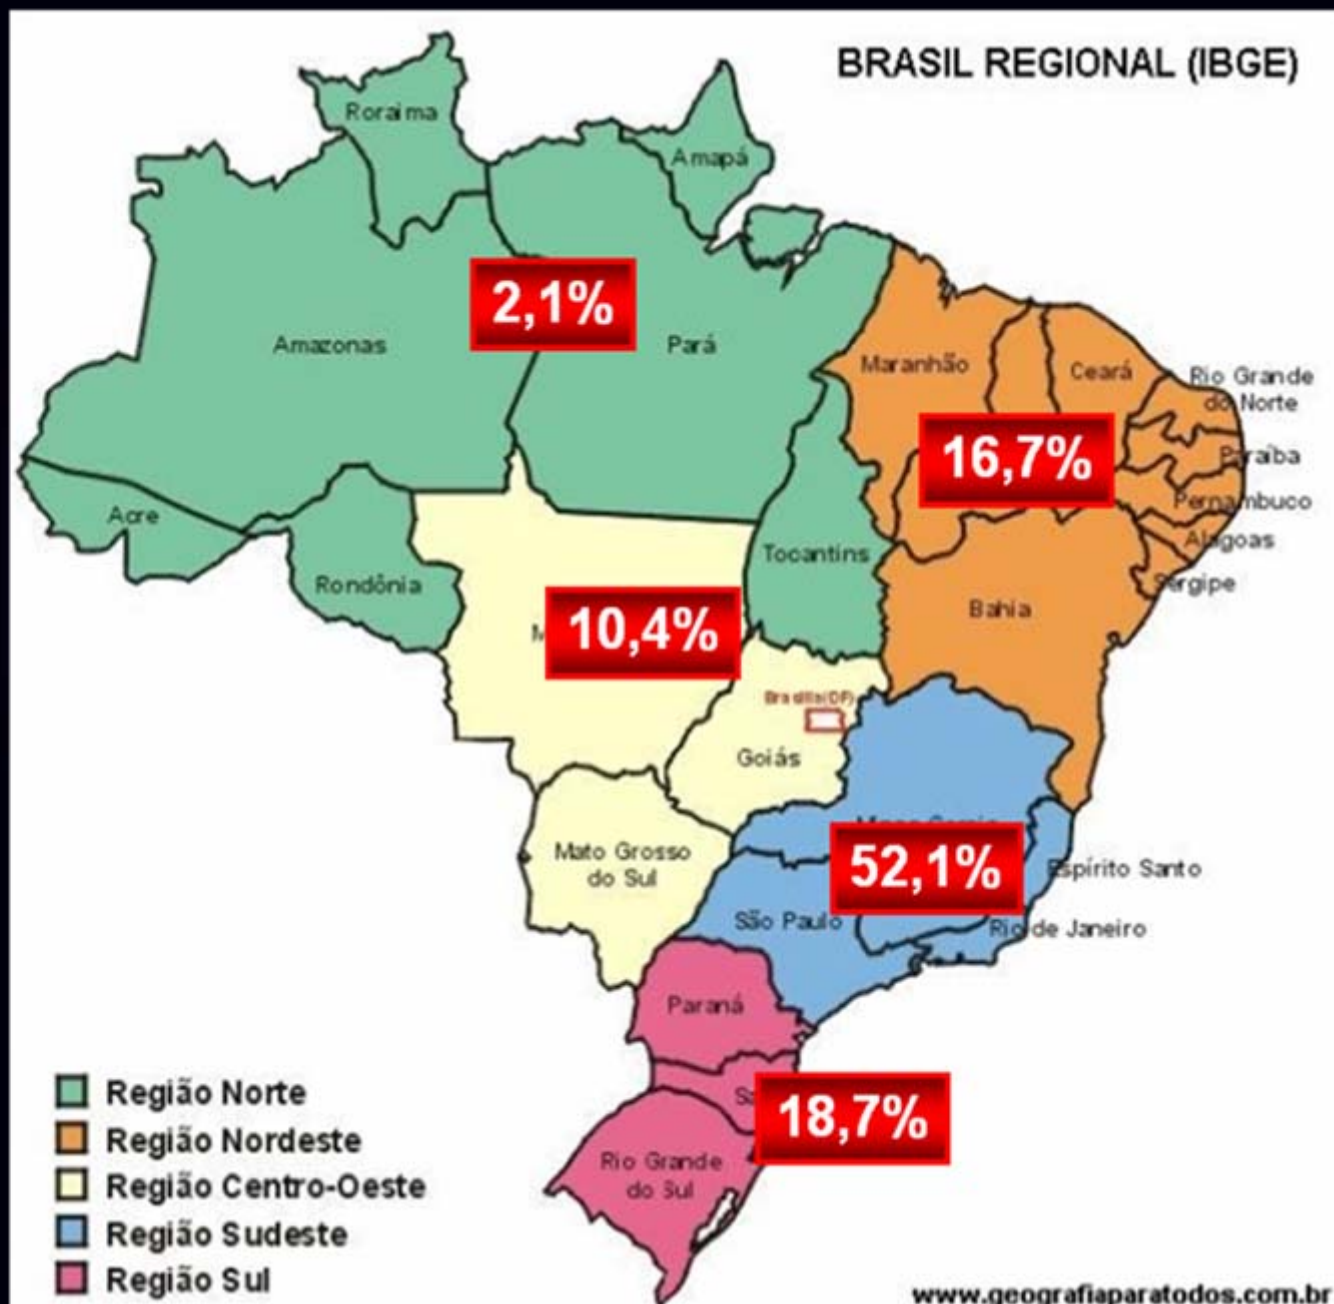 BRASIL REGIONAL (IBGE)
Roraima
Amapá
2,1%
Amazonas
Pará
Maranhão
Ceará
Rio Grande
do Norte
16,7%
Paraíba
Pernambuco
Acre
Alagoas
Tocantins
Rondônia
Sergipe
Bahia
10,4%
Brasília(DF)
Goiás
Mato Grosso
do Sul
52,1%
Espírito Santo
São Paulo
Rio de Janeiro
Paraná
18,7%
Rio Grande
do Sul
Região Norte
Região Nordeste
Região Centro-Oeste
Região Sudeste
Região Sul
www.geografiaparatodos.com.br